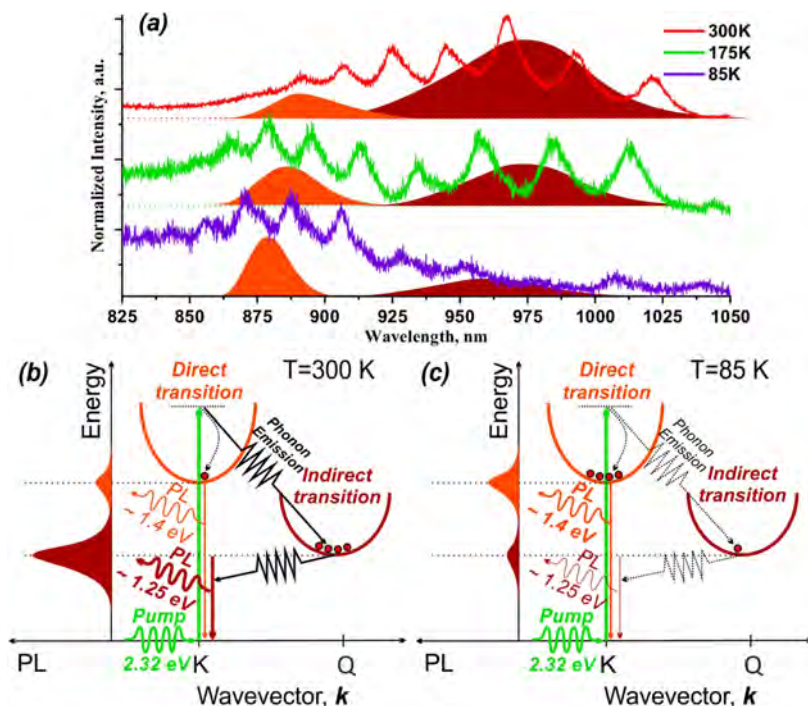 (a)
300K
175K
85K
Normalized Intensity, a.u.
825 850 875 900 925 950 975 1000 1025 1050
Wavelength, nm
(b)
Direct transition
T=300 K
Energy
Phonon Emission
Indirect transition
PL
~ 1.4 eV
PL
~ 1.25 eV
Pump
2.32 eV
PL
K
Q
Wavevector, k
(c)
Direct transition
T=85 K
Energy
Phonon Emission
Indirect transition
PL
~ 1.4 eV
PL
~ 1.25 eV
Pump
2.32 eV
PL
K
Q
Wavevector, k